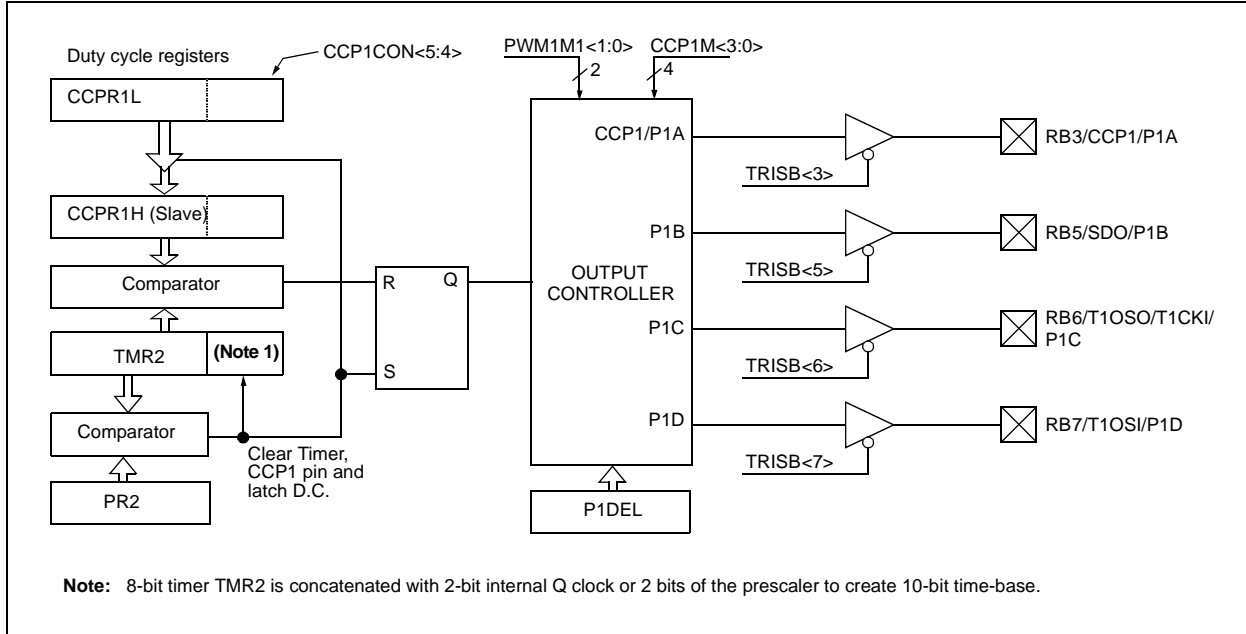 Duty cycle registers
CCP1CON<5:4>
CCPR1L
CCPR1H (Slave)
Comparator
TMR2
(Note 1)
Comparator
PR2
Clear Timer,
CCP1 pin and
latch D.C.
R
Q
S
PWM1M1<1:0>
2
CCP1M<3:0>
4
CCP1/P1A
P1B
OUTPUT
CONTROLLER
P1C
P1D
P1DEL
TRISB<3>
RB3/CCP1/P1A
TRISB<5>
RB5/SDO/P1B
TRISB<6>
RB6/T1OSO/T1CKI/
P1C
TRISB<7>
RB7/T1OSI/P1D
Note: 8-bit timer TMR2 is concatenated with 2-bit internal Q clock or 2 bits of the prescaler to create 10-bit time-base.